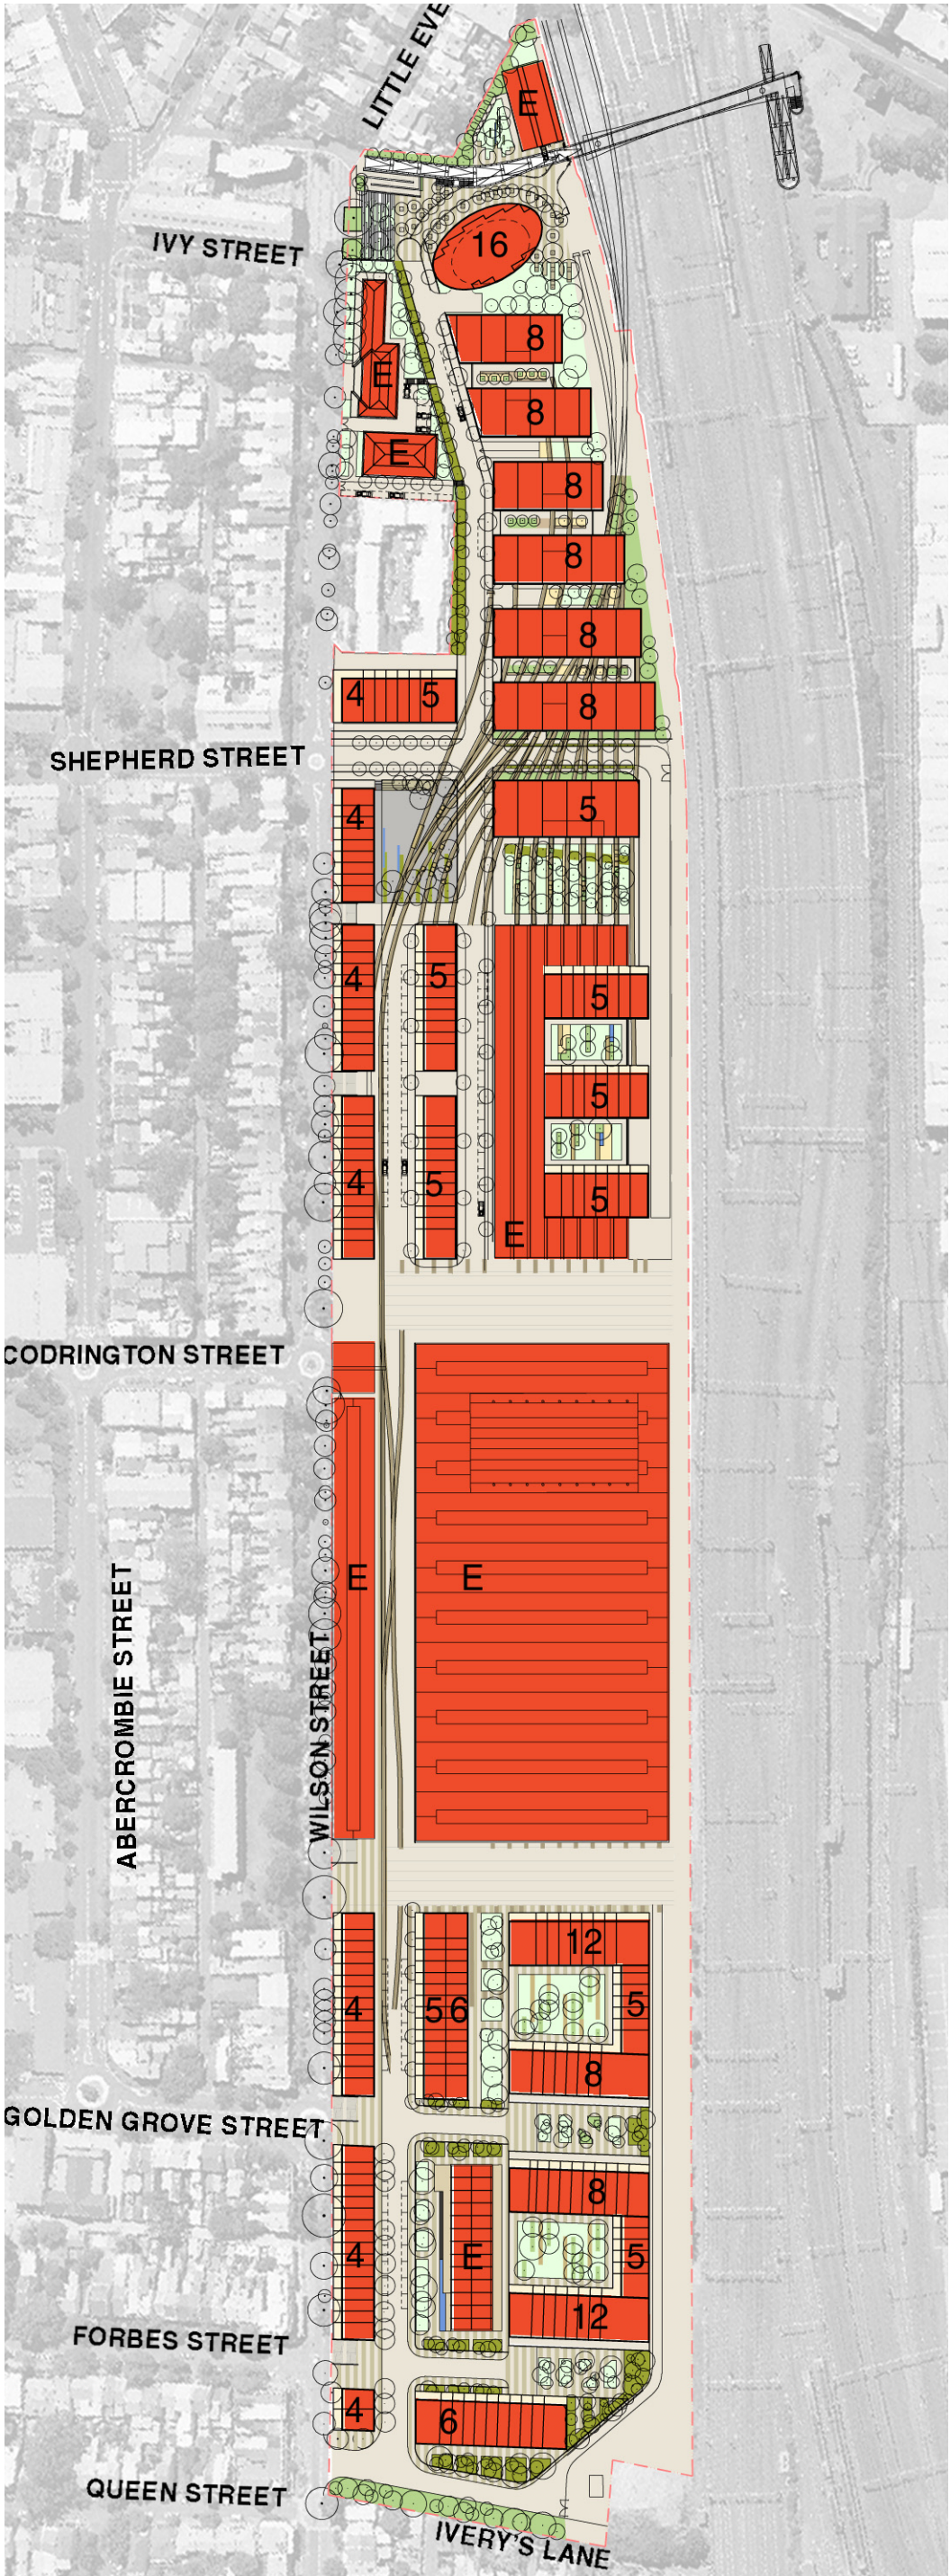 LITTLE EVE
E
IVY STREET
16
8
E
8
E
8
8
8
4 5
8
SHEPHERD STREET
4
5
4
5
5
5
4
5
5
E
CODRINGTON STREET
E
E
ABERCROMBIE STREET
WILSON STREET
12
4
5 6
5
8
GOLDEN GROVE STREET
8
4
E
5
12
FORBES STREET
4
6
QUEEN STREET
IVERY'S LANE